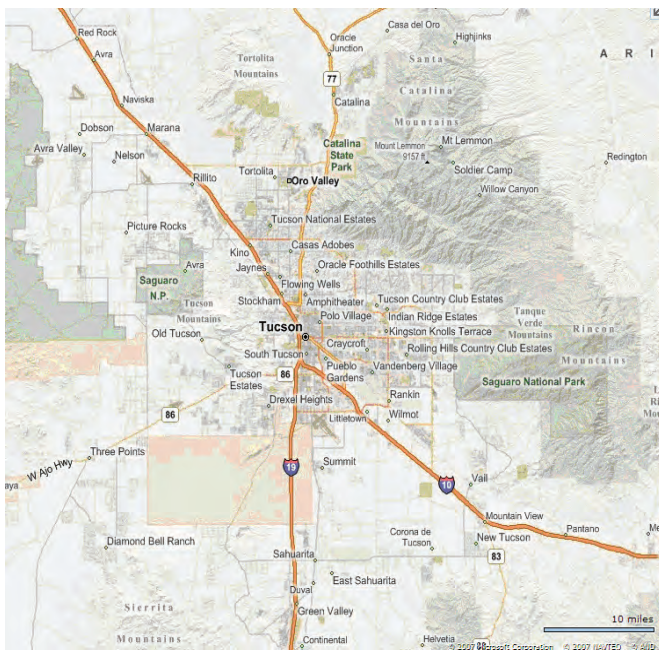 Casa del Oro
Red Rock
Oracle
Junction
Highjinks
A R I
Avra
Tortolita
Mountains
Santa
Catalina
Mountains
77
Naviska
Catalina
Dobson
Marana
Catalina
State
Park
Mount Lemmon
9157 ft
Mt Lemmon
Avra Valley
Nelson
Redington
Soldier Camp
Rillito
Tortolita
Oro Valley
Willow Canyon
Picture Rocks
Tucson National Estates
Kino
Casas Adobes
Avra
Jaynes
Oracle Foothills Estates
Saguaro
N.P.
Flowing Wells
Tucson
Mountains
Stockham
Amphitheater
Tucson Country Club Estates
Polo Village
Indian Ridge Estates
Tanque
Verde
Mountains
Rincon
Mountains
Tucson
Kingston Knolls Terrace
Old Tucson
Craycroft
South Tucson
Rolling Hills Country Club Estates
86
Tucson
Estates
Pueblo
Gardens
Vandenberg Village
Saguaro National Park
Drexel Heights
Rankin
86
Littletown
Wilmot
Three Points
W Ajo Hwy
19
Summit
10
Vail
Mountain View
Diamond Bell Ranch
Corona de
Tucson
New Tucson
Pantano
83
Sahuarita
East Sahuarita
Duval
Sierrita
Mountains
Green Valley
10 miles
Continental
Helvetia
© 2007 Microsoft Corporation © 2007 NAVTEQ © AND